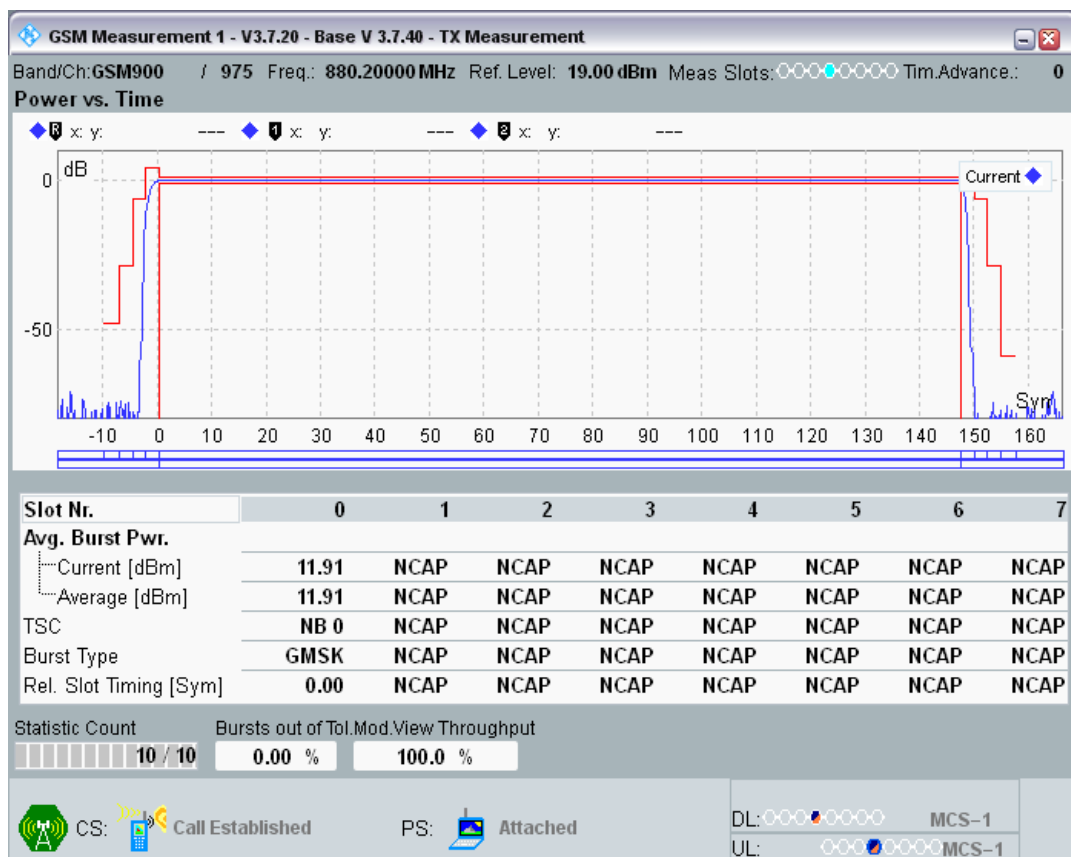 GSM Measurement 1 - V3.7.20 - Base V 3.7.40 - TX Measurement
Band/Ch:GSM900 / 975 Freq.: 880.20000 MHz Ref. Level: 19.00 dBm Meas Slots: Tim.Advance.: 0
Power vs. Time
R x: y: --- 1 x: y: --- 2 x: y: ---
dB
Current
0
-50
Sym
-10 0 10 20 30 40 50 60 70 80 90 100 110 120 130 140 150 160
Slot Nr. 0 1 2 3 4 5 6 7
Avg. Burst Pwr.
Current [dBm] 11.91 NCAP NCAP NCAP NCAP NCAP NCAP NCAP
Average [dBm] 11.91 NCAP NCAP NCAP NCAP NCAP NCAP NCAP
TSC NB 0 NCAP NCAP NCAP NCAP NCAP NCAP NCAP
Burst Type GMSK NCAP NCAP NCAP NCAP NCAP NCAP NCAP
Rel. Slot Timing [Sym] 0.00 NCAP NCAP NCAP NCAP NCAP NCAP NCAP
Statistic Count Bursts out of Tol. Mod.View Throughput
10 / 10 0.00 % 100.0 %
CS: Call Established PS: Attached DL: MCS-1
UL: MCS-1